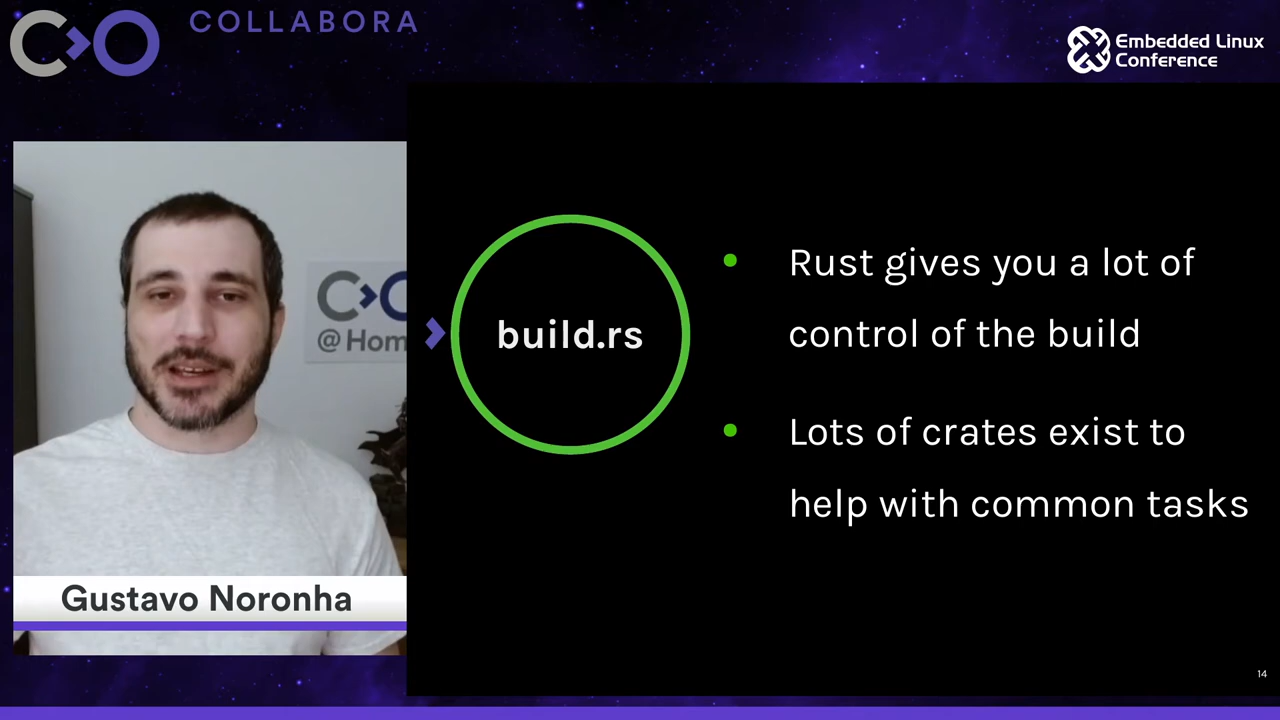 COLLABORA
Embedded Linux
Conference
@Hom
Gustavo Noronha
build.rs
Rust gives you a lot of
control of the build
Lots of crates exist to
help with common tasks
14